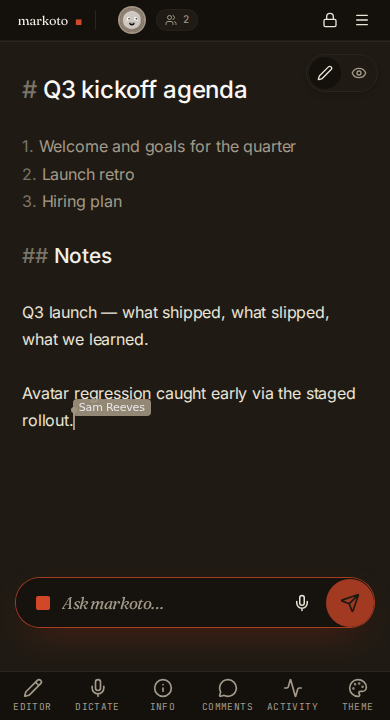 markoto
2
# Q3 kickoff agenda
1. Welcome and goals for the quarter
2. Launch retro
3. Hiring plan
## Notes
Q3 launch — what shipped, what slipped,
what we learned.
Avatar regression caught early via the staged
Sam Reeves
rollout.
Ask markoto...
EDITOR DICTATE INFO COMMENTS ACTIVITY THEME